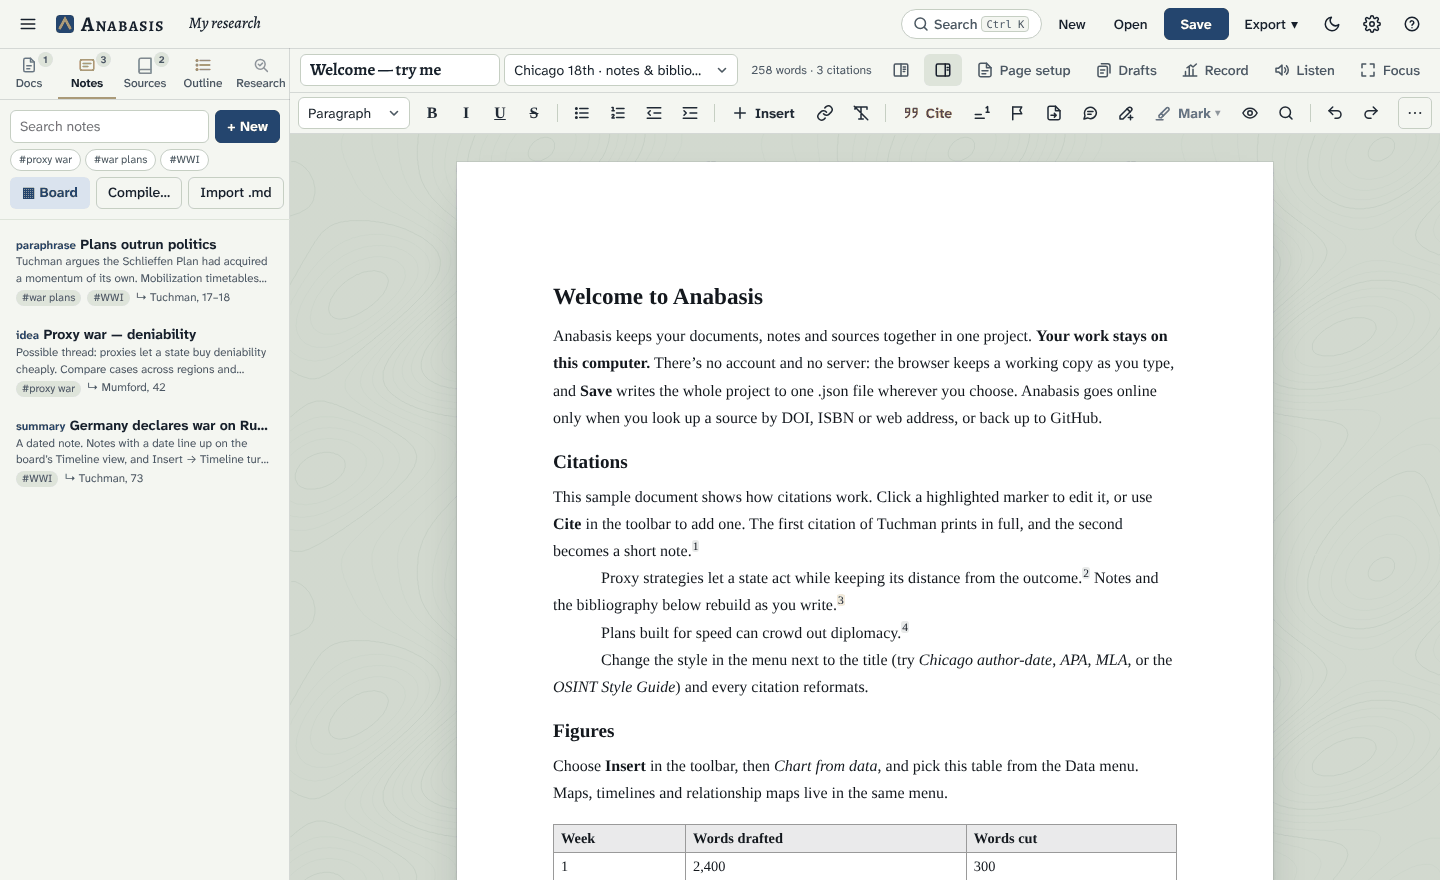 Anabasis
My research
Search Ctrl K
New
Open
Save
Export ▾
Docs 1
Notes 3
Sources 2
Outline
Research
Welcome — try me
Chicago 18th · notes & biblio...
258 words · 3 citations
Page setup
Drafts
Record
Listen
Focus
Search notes
+ New
#proxy war
#war plans
#WWI
Board
Compile...
Import .md
Paragraph
B
I
U
S
Insert
Cite
Mark ▾
paraphrase Plans outrun politics
Tuchman argues the Schlieffen Plan had acquired
a momentum of its own. Mobilization timetables...
#war plans #WWI ↳ Tuchman, 17–18
idea Proxy war — deniability
Possible thread: proxies let a state buy deniability
cheaply. Compare cases across regions and...
#proxy war ↳ Mumford, 42
summary Germany declares war on Ru...
A dated note. Notes with a date line up on the
board's Timeline view, and Insert → Timeline tur...
#WWI ↳ Tuchman, 73
Welcome to Anabasis
Anabasis keeps your documents, notes and sources together in one project. Your work stays on
this computer. There’s no account and no server: the browser keeps a working copy as you type,
and Save writes the whole project to one .json file wherever you choose. Anabasis goes online
only when you look up a source by DOI, ISBN or web address, or back up to GitHub.
Citations
This sample document shows how citations work. Click a highlighted marker to edit it, or use
Cite in the toolbar to add one. The first citation of Tuchman prints in full, and the second
becomes a short note.1
Proxy strategies let a state act while keeping its distance from the outcome.2 Notes and
the bibliography below rebuild as you write.3
Plans built for speed can crowd out diplomacy.4
Change the style in the menu next to the title (try Chicago author-date, APA, MLA, or the
OSINT Style Guide) and every citation reformats.
Figures
Choose Insert in the toolbar, then Chart from data, and pick this table from the Data menu.
Maps, timelines and relationship maps live in the same menu.
Week Words drafted Words cut
1 2,400 300